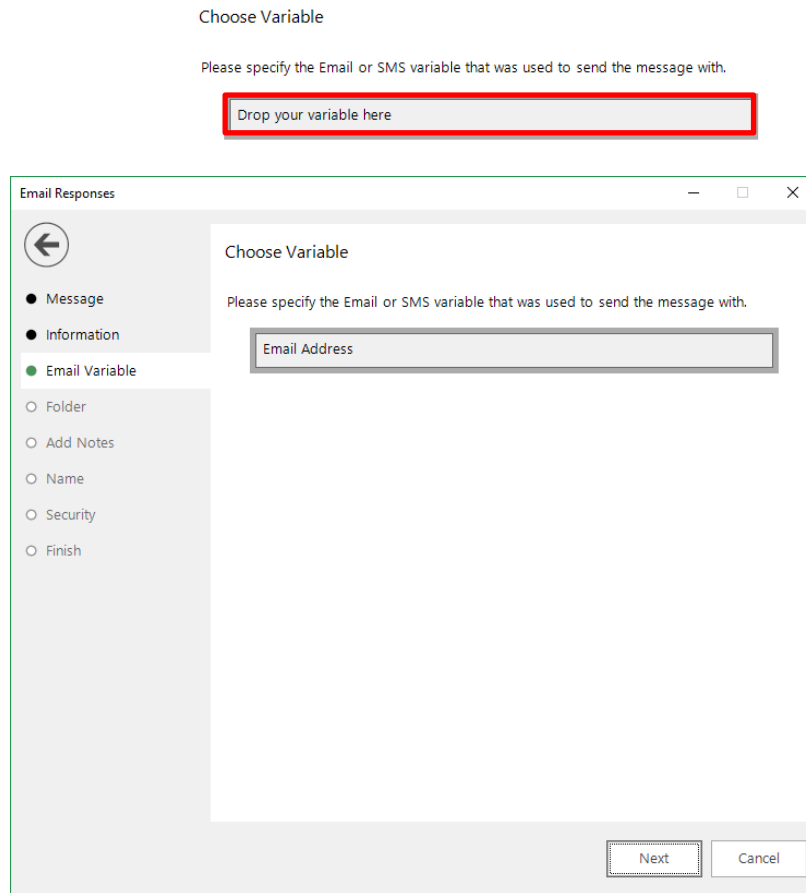 Choose Variable
Please specify the Email or SMS variable that was used to send the message with.
Drop your variable here
Email Responses
Choose Variable
Message
Please specify the Email or SMS variable that was used to send the message with.
Information
Email Address
Email Variable
Folder
Add Notes
Name
Security
Finish
Next
Cancel